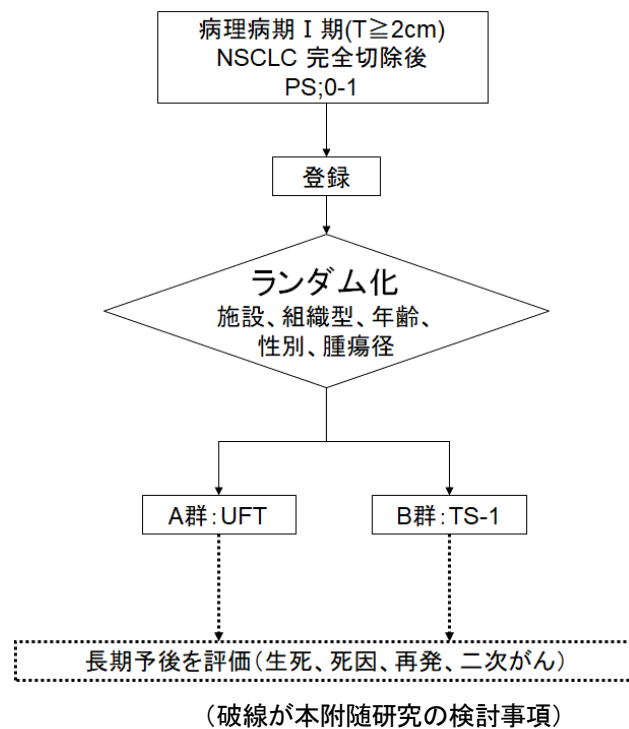 病理病期Ⅰ期(T≧2cm)
NSCLC 完全切除後
PS;0-1
登録
ランダム化
施設、組織型、年齢、
性別、腫瘍径
A群:UFT
B群:TS-1
長期予後を評価(生死、死因、再発、二次がん)
(破線が本附随研究の検討事項)